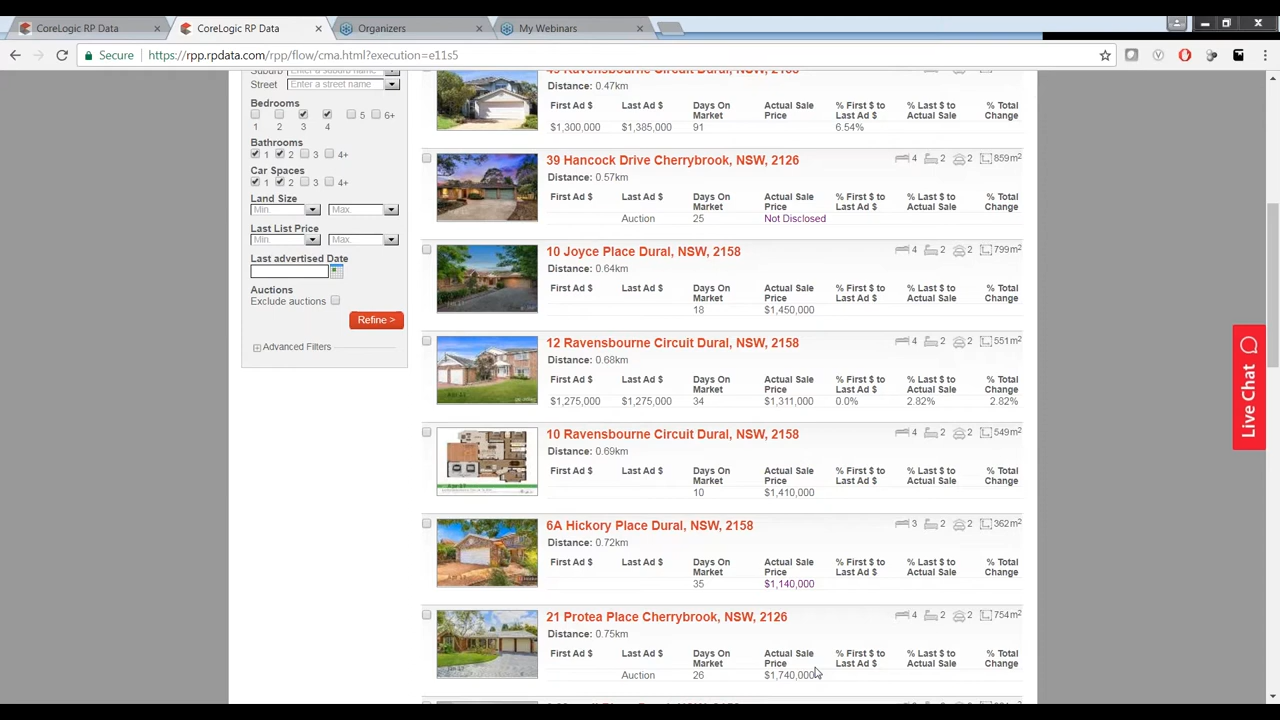 CoreLogic RP Data
CoreLogic RP Data
Organizers
My Webinars
Secure https://rpp.rpdata.com/rpp/flow/cma.html?execution=e11s5
Suburb Enter a suburb name
Street Enter a street name
Bedrooms
5 6+
1 2 3 4
Bathrooms
1 2 3 4+
Car Spaces
1 2 3 4+
Land Size
Min. Max.
Last List Price
Min. Max.
Last advertised Date
Auctions
Exclude auctions
Refine >
Advanced Filters
Ravensbourne Circuit Dural, NSW, 2158
Distance: 0.47km
First Ad $ Last Ad $ Days On Market Actual Sale Price % First $ to Last Ad $ % Last $ to Actual Sale % Total Change
$1,300,000 $1,385,000 91 6.54%
39 Hancock Drive Cherrybrook, NSW, 2126 4 2 2 859m²
Distance: 0.57km
First Ad $ Last Ad $ Days On Market Actual Sale Price % First $ to Last Ad $ % Last $ to Actual Sale % Total Change
Auction 25 Not Disclosed
10 Joyce Place Dural, NSW, 2158 4 2 2 799m²
Distance: 0.64km
First Ad $ Last Ad $ Days On Market Actual Sale Price % First $ to Last Ad $ % Last $ to Actual Sale % Total Change
18 $1,450,000
12 Ravensbourne Circuit Dural, NSW, 2158 4 2 2 551m²
Distance: 0.68km
First Ad $ Last Ad $ Days On Market Actual Sale Price % First $ to Last Ad $ % Last $ to Actual Sale % Total Change
$1,275,000 $1,275,000 34 $1,311,000 0.0% 2.82% 2.82%
10 Ravensbourne Circuit Dural, NSW, 2158 4 2 2 549m²
Distance: 0.69km
First Ad $ Last Ad $ Days On Market Actual Sale Price % First $ to Last Ad $ % Last $ to Actual Sale % Total Change
10 $1,410,000
6A Hickory Place Dural, NSW, 2158 3 2 2 362m²
Distance: 0.72km
First Ad $ Last Ad $ Days On Market Actual Sale Price % First $ to Last Ad $ % Last $ to Actual Sale % Total Change
35 $1,140,000
21 Protea Place Cherrybrook, NSW, 2126 4 2 2 754m²
Distance: 0.75km
First Ad $ Last Ad $ Days On Market Actual Sale Price % First $ to Last Ad $ % Last $ to Actual Sale % Total Change
Auction 26 $1,740,000
Live Chat